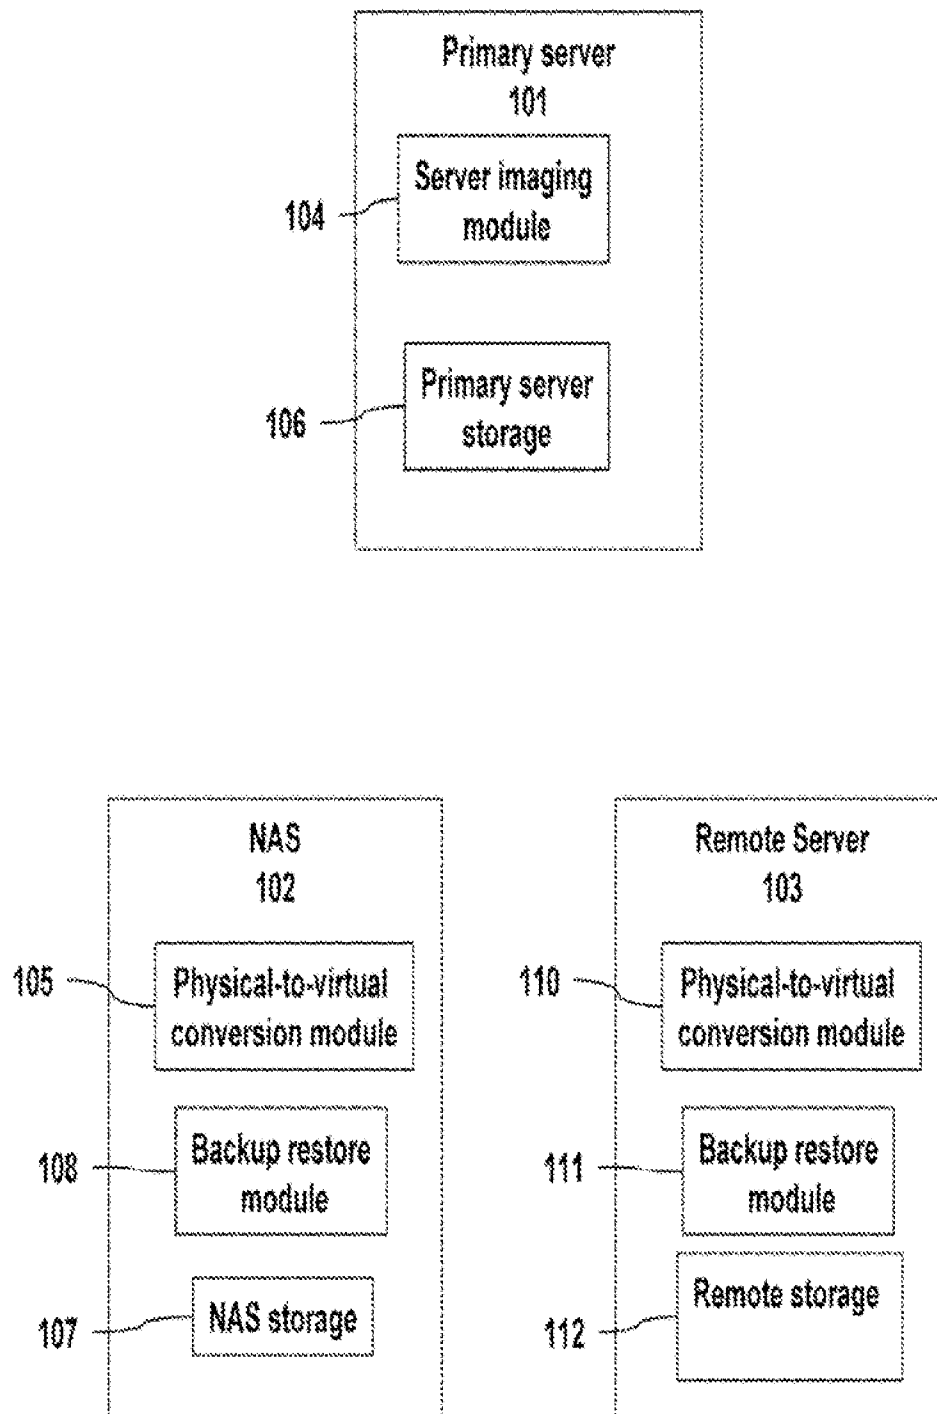 Primary server
101
Server imaging
module
104
Primary server
storage
106
NAS
102
Physical-to-virtual
conversion module
105
Backup restore
module
108
NAS storage
107
Remote Server
103
Physical-to-virtual
conversion module
110
Backup restore
module
111
Remote storage
112